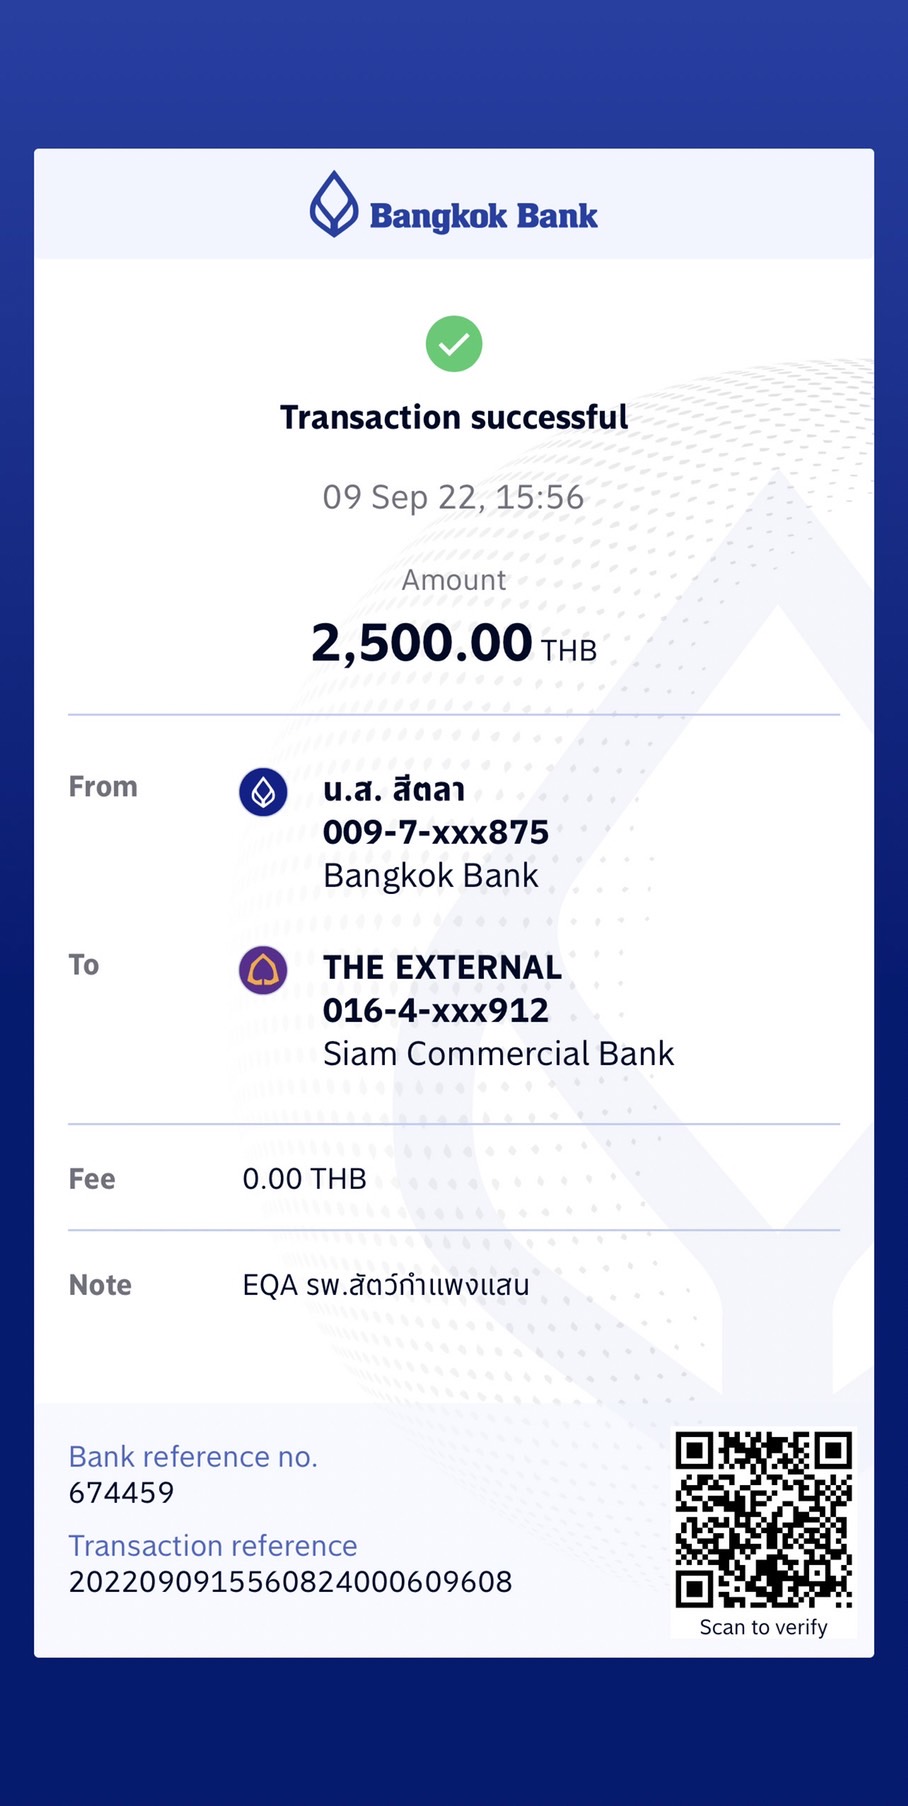 Bangkok Bank
Transaction successful
09 Sep 22, 15:56
Amount
2,500.00 THB
From
น.ส. สีตลา
009-7-xxx875
Bangkok Bank
To
THE EXTERNAL
016-4-xxx912
Siam Commercial Bank
Fee
0.00 THB
Note
EQA รพ.สัตว์กำแพงแสน
Bank reference no.
674459
Transaction reference
2022090915560824000609608
Scan to verify